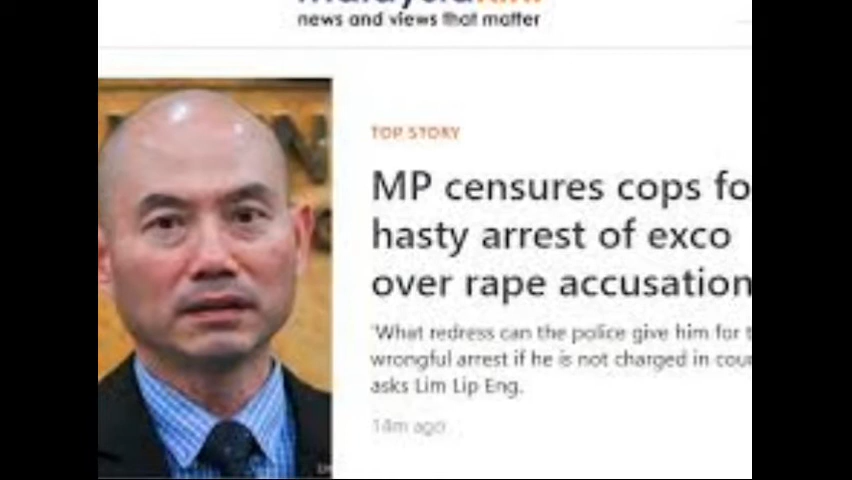 news and views that matter
TOP STORY
MP censures cops fo
hasty arrest of exco
over rape accusation
'What redress can the police give him for t
wrongful arrest if he is not charged in cou
asks Lim Lip Eng.
14m ago